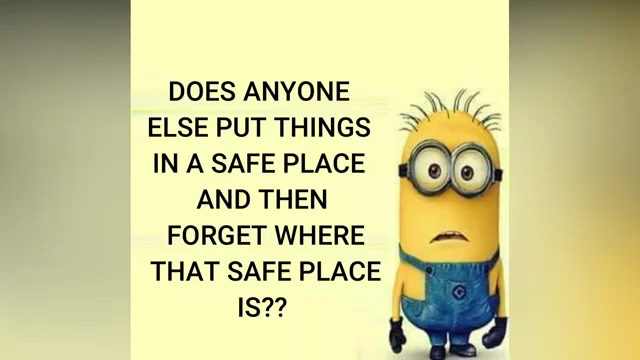 DOES ANYONE
ELSE PUT THINGS
IN A SAFE PLACE
AND THEN
FORGET WHERE
THAT SAFE PLACE
IS??